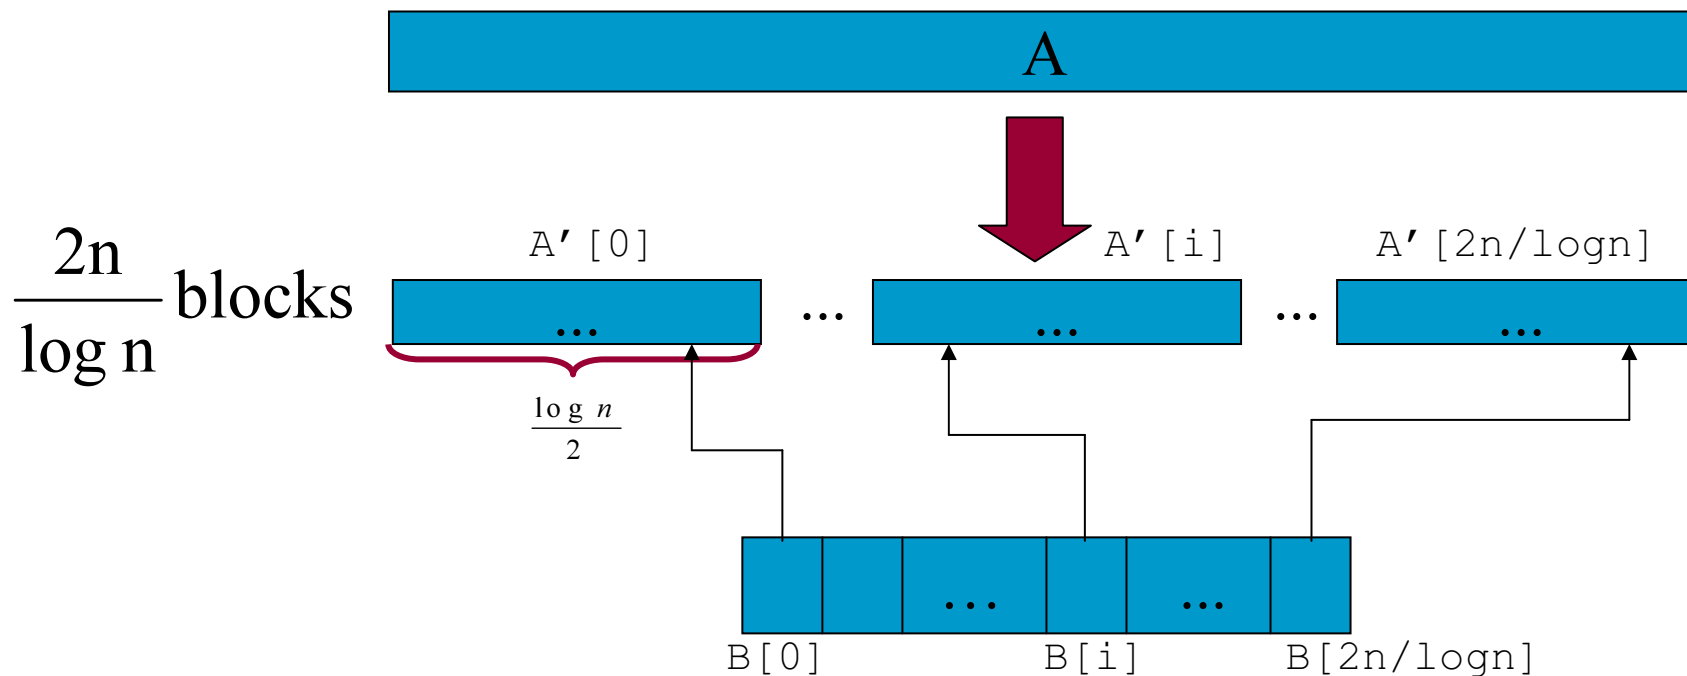 A
A'[0] A'[i] A'[2n/logn]
2n
log n
blocks
... ... ... ... ...
log n
2
... ...
B[0] B[i] B[2n/logn]